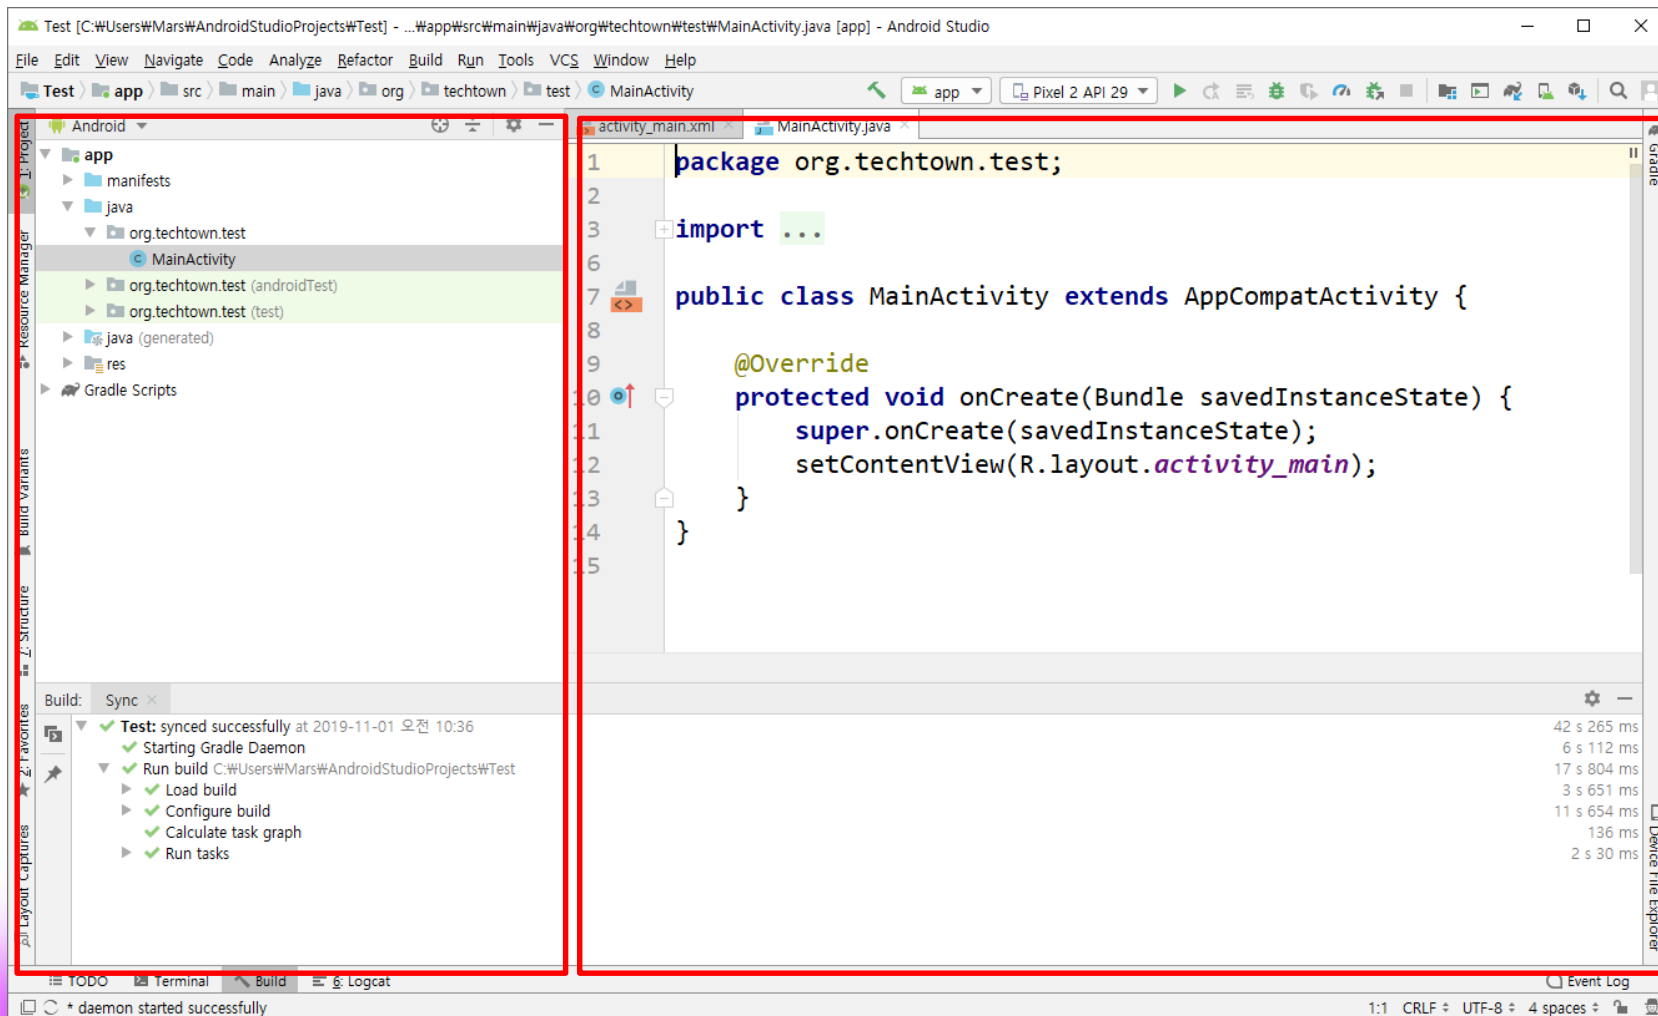 Test [C:₩Users₩Mars₩AndroidStudioProjects₩Test] - ...₩app₩src₩main₩java₩org₩techtown₩test₩MainActivity.java [app] - Android Studio
File Edit View Navigate Code Analyze Refactor Build Run Tools VCS Window Help
Test app src main java org techtown test MainActivity app Pixel 2 API 29
1: Project
Resource Manager
Build Variants
7: Structure
2: Favorites
Layout Captures
Android
app
manifests
java
org.techtown.test
MainActivity
org.techtown.test (androidTest)
org.techtown.test (test)
java (generated)
res
Gradle Scripts
activity_main.xml MainActivity.java
1 package org.techtown.test;
2
3 import ...
6
7 public class MainActivity extends AppCompatActivity {
8
9 @Override
10 protected void onCreate(Bundle savedInstanceState) {
11 super.onCreate(savedInstanceState);
12 setContentView(R.layout.activity_main);
13 }
14 }
15
Gradle
Device File Explorer
Build: Sync
Test: synced successfully at 2019-11-01 오전 10:36 42 s 265 ms
Starting Gradle Daemon 6 s 112 ms
Run build C:₩Users₩Mars₩AndroidStudioProjects₩Test 17 s 804 ms
Load build 3 s 651 ms
Configure build 11 s 654 ms
Calculate task graph 136 ms
Run tasks 2 s 30 ms
TODO Terminal Build 6: Logcat Event Log
* daemon started successfully 1:1 CRLF UTF-8 4 spaces